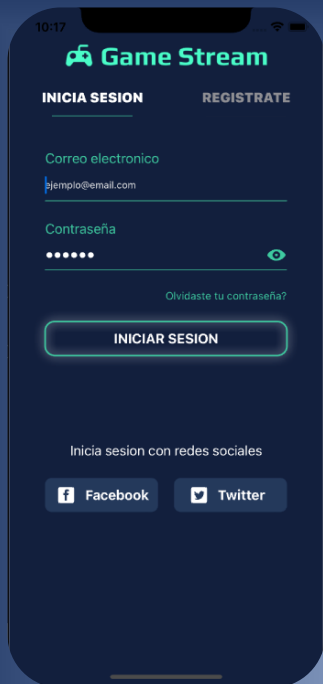 10:17
Game Stream
INICIA SESION REGISTRATE
Correo electronico
ejemplo@email.com
Contraseña
••••••
Olvidaste tu contraseña?
INICIAR SESION
Inicia sesion con redes sociales
Facebook Twitter